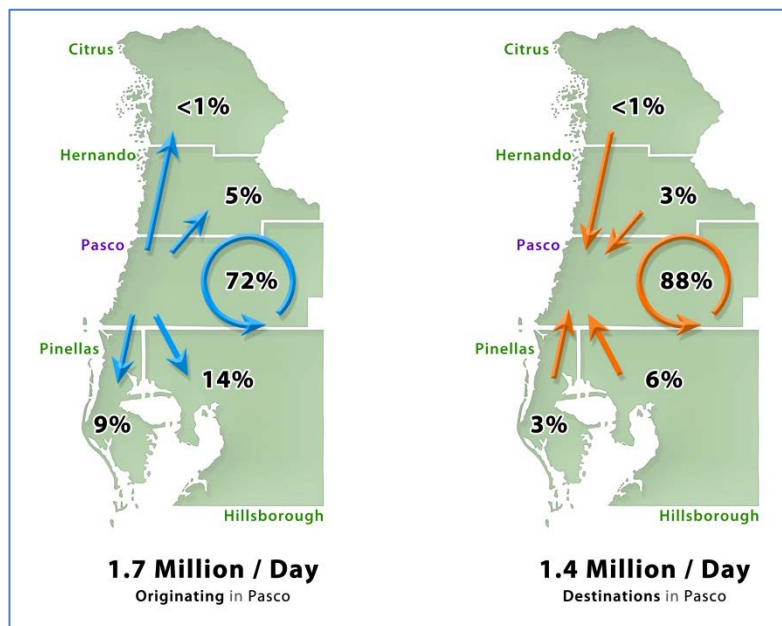 Citrus
<1%
Hernando
5%
Pasco
72%
Pinellas
14%
9%
Hillsborough
1.7 Million / Day
Originating in Pasco
Citrus
<1%
Hernando
3%
Pasco
88%
Pinellas
6%
3%
Hillsborough
1.4 Million / Day
Destinations in Pasco